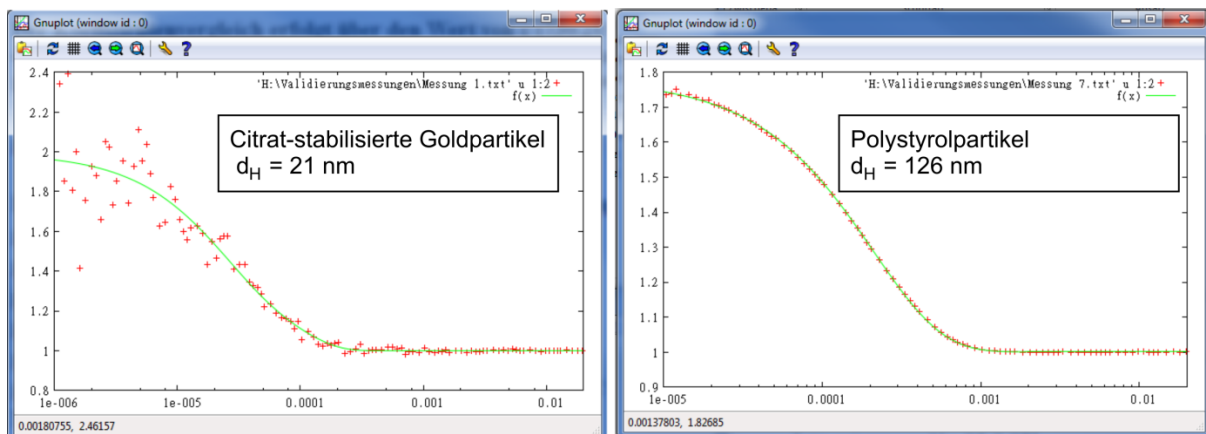 Gnuplot (window id : 0)
2.4
2.2
2
1.8
1.6
1.4
1.2
1
0.8
1e-006
1e-005
0.0001
0.001
0.01
'H:\Validierungsmessungen\Messung 1.txt' u 1:2
f(x)
Citrat-stabilisierte Goldpartikel
dH = 21 nm
0.00180755, 2.46157
Gnuplot (window id : 0)
1.8
1.7
1.6
1.5
1.4
1.3
1.2
1.1
1
0.9
1e-005
0.0001
0.001
0.01
'H:\Validierungsmessungen\Messung 7.txt' u 1:2
f(x)
Polystyrolpartikel
dH = 126 nm
0.00137803, 1.82685